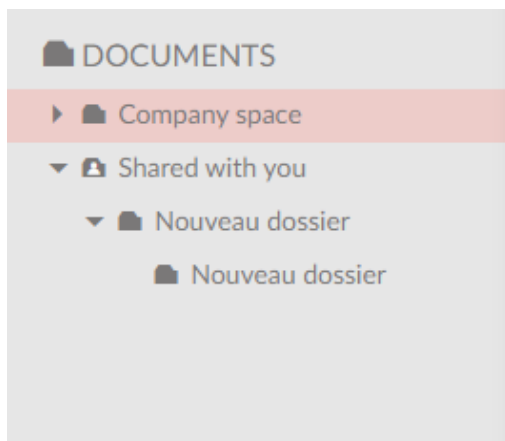 DOCUMENTS
Company space
Shared with you
Nouveau dossier
Nouveau dossier